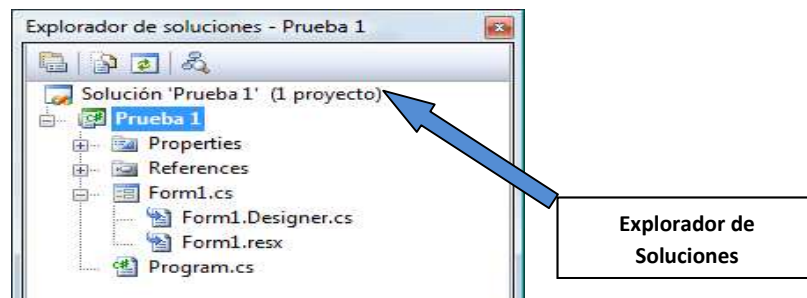 Explorador de soluciones - Prueba 1
Solución 'Prueba 1' (1 proyecto)
Prueba 1
Properties
References
Form1.cs
Form1.Designer.cs
Form1.resx
Program.cs
Explorador de
Soluciones